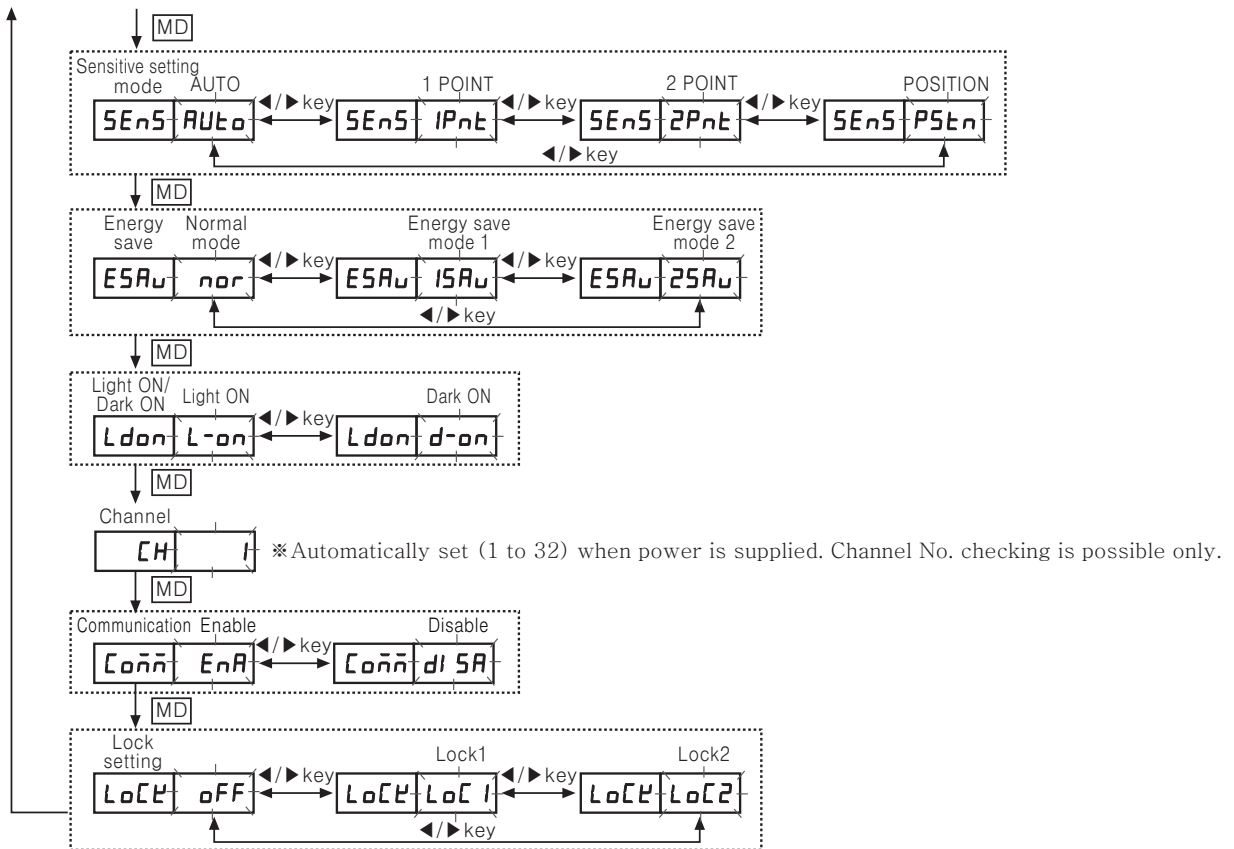 MD
Sensitive setting mode
AUTO
1 POINT
2 POINT
POSITION
SEnS AUto
◀/▶ key
SEnS 1Pnt
◀/▶ key
SEnS 2Pnt
◀/▶ key
SEnS PStn
◀/▶ key
MD
Energy save
Normal mode
Energy save mode 1
Energy save mode 2
ESAv nor
◀/▶ key
ESAv 1SAv
◀/▶ key
ESAv 2SAv
◀/▶ key
MD
Light ON/ Dark ON
Light ON
Dark ON
Ldon L-on
◀/▶ key
Ldon d-on
MD
Channel
CH 1
※Automatically set (1 to 32) when power is supplied. Channel No. checking is possible only.
MD
Communication Enable
Disable
Comm EnA
◀/▶ key
Comm dISA
MD
Lock setting
Lock1
Lock2
LoCK oFF
◀/▶ key
LoCK LoC1
◀/▶ key
LoCK LoC2
◀/▶ key